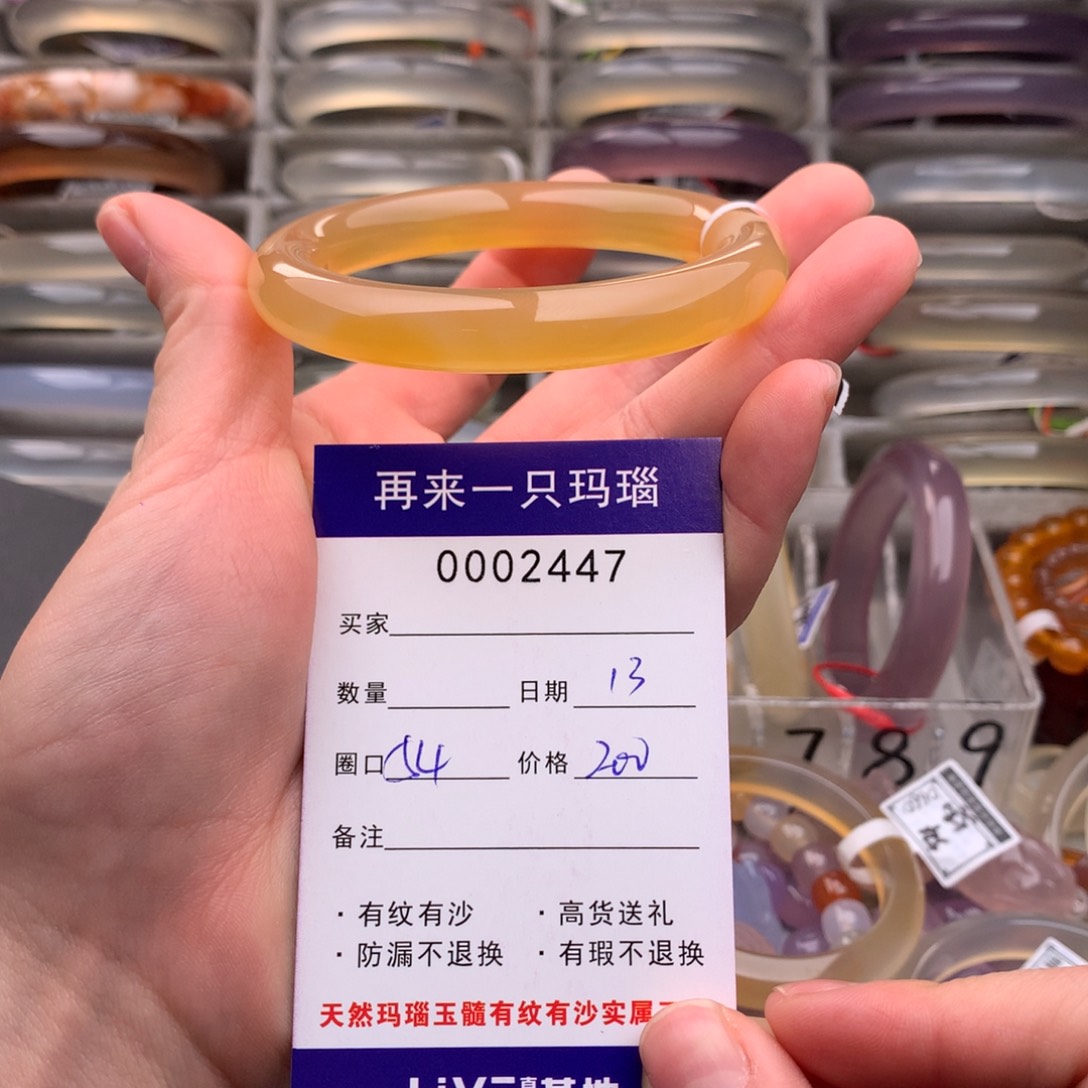 再来一只玛瑙
0002447
买家
数量 日期 13
圈口 54 价格 200
备注
· 有纹有沙 · 高货送礼
· 防漏不退换 · 有瑕不退换
天然玛瑙玉髓有纹有沙实属
7 8 9